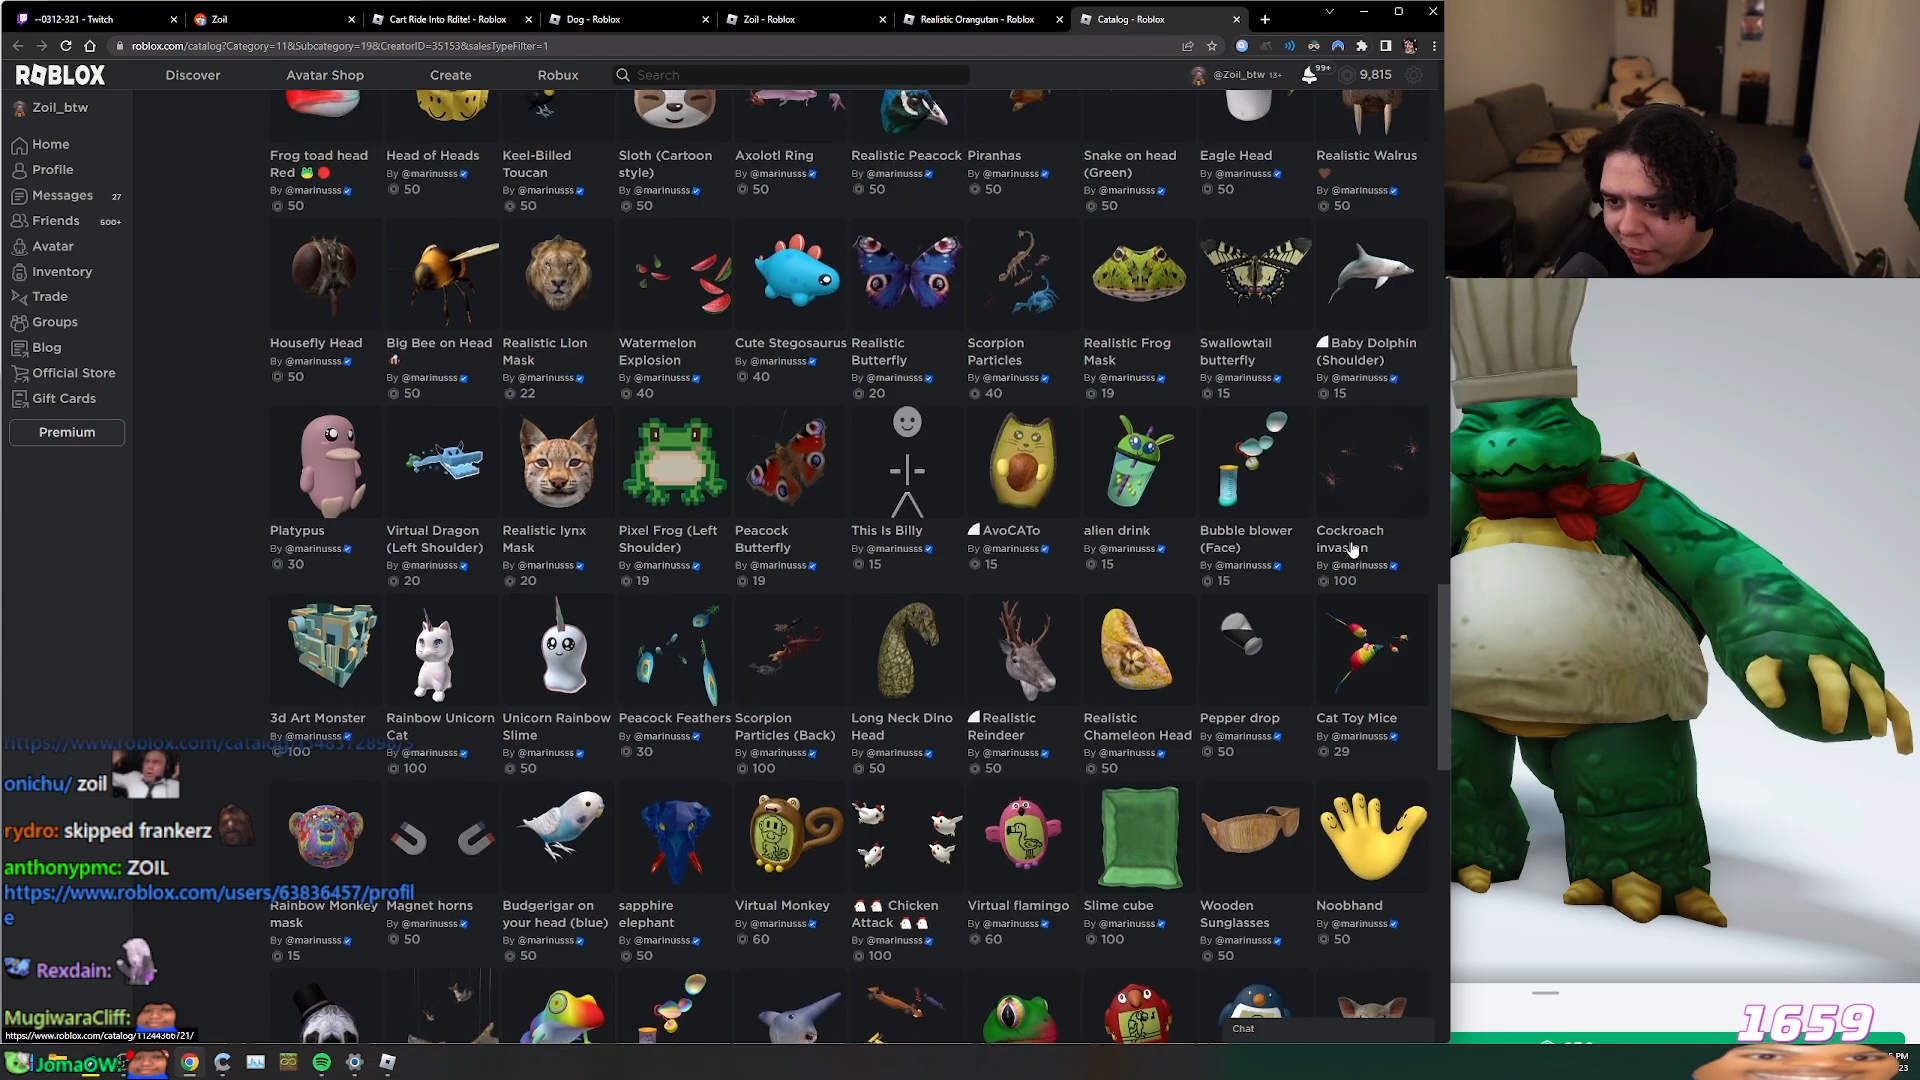 --0312-321 - Twitch
Zoil
Cart Ride Into Rdite! - Roblox
Dog - Roblox
Zoil - Roblox
Realistic Orangutan - Roblox
Catalog - Roblox
roblox.com/catalog?Category=11&Subcategory=19&CreatorID=35153&salesTypeFilter=1
ROBLOX
Discover
Avatar Shop
Create
Robux
Search
@Zoil_btw 13+
99+
9,815
Zoil_btw
Home
Profile
Messages 27
Friends 500+
Avatar
Inventory
Trade
Groups
Blog
Official Store
Gift Cards
Premium
Frog toad head Head of Heads Keel-Billed Sloth (Cartoon Axolotl Ring Realistic Peacock Piranhas Snake on head Eagle Head Realistic Walrus
Red By @marinusss Toucan style) By @marinusss By @marinusss By @marinusss (Green) By @marinusss
By @marinusss 50 By @marinusss By @marinusss 50 50 50 By @marinusss 50 By @marinusss
50 50 50 50 50
Housefly Head Big Bee on Head Realistic Lion Watermelon Cute Stegosaurus Realistic Scorpion Realistic Frog Swallowtail Baby Dolphin
By @marinusss Mask Explosion By @marinusss Butterfly Particles Mask butterfly (Shoulder)
50 By @marinusss By @marinusss By @marinusss 40 By @marinusss By @marinusss By @marinusss By @marinusss By @marinusss
50 22 40 20 40 19 15 15
Platypus Virtual Dragon Realistic lynx Pixel Frog (Left Peacock This Is Billy AvoCATo alien drink Bubble blower Cockroach
By @marinusss (Left Shoulder) Mask Shoulder) Butterfly By @marinusss By @marinusss By @marinusss (Face) invasion
30 By @marinusss By @marinusss By @marinusss By @marinusss 15 15 15 By @marinusss By @marinusss
20 20 19 19 15 100
3d Art Monster Rainbow Unicorn Unicorn Rainbow Peacock Feathers Scorpion Long Neck Dino Realistic Realistic Pepper drop Cat Toy Mice
By @marinusss Cat Slime By @marinusss Particles (Back) Head Reindeer Chameleon Head By @marinusss By @marinusss
100 By @marinusss By @marinusss 30 By @marinusss By @marinusss By @marinusss By @marinusss 50 29
100 50 100 50 50 50
Rainbow Monkey Magnet horns Budgerigar on sapphire Virtual Monkey Chicken Virtual flamingo Slime cube Wooden Noobhand
mask By @marinusss your head (blue) elephant By @marinusss Attack By @marinusss By @marinusss Sunglasses By @marinusss
By @marinusss 50 By @marinusss By @marinusss 60 By @marinusss 60 100 By @marinusss 50
15 50 50 100 50
onichu/ zoil
rydro: skipped frankerz
anthonypmc: ZOIL
https://www.roblox.com/users/63836457/profil
e
Rexdain:
MugiwaraCliff:
https://www.roblox.com/catalog/11244366721/
JomaOW:
Chat
1659